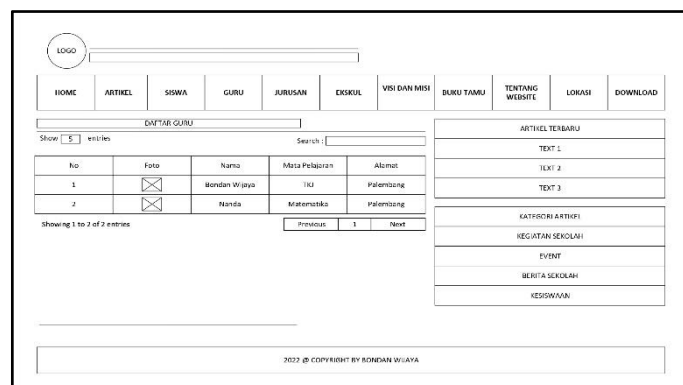 LOGO
HOME ARTIKEL SISWA GURU JURUSAN EKSKUL VISI DAN MISI BUKU TAMU TENTANG WEBSITE LOKASI DOWNLOAD
DAFTAR GURU
Show 5 entries Search :
No Foto Nama Mata Pelajaran Alamat
1 Bondan Wijaya TKJ Palembang
2 Nanda Matematika Palembang
Showing 1 to 2 of 2 entries Previous 1 Next
ARTIKEL TERBARU
TEXT 1
TEXT 2
TEXT 3
KATEGORI ARTIKEL
KEGIATAN SEKOLAH
EVENT
BERITA SEKOLAH
KESISWAAN
2022 @ COPYRIGHT BY BONDAN WIJAYA